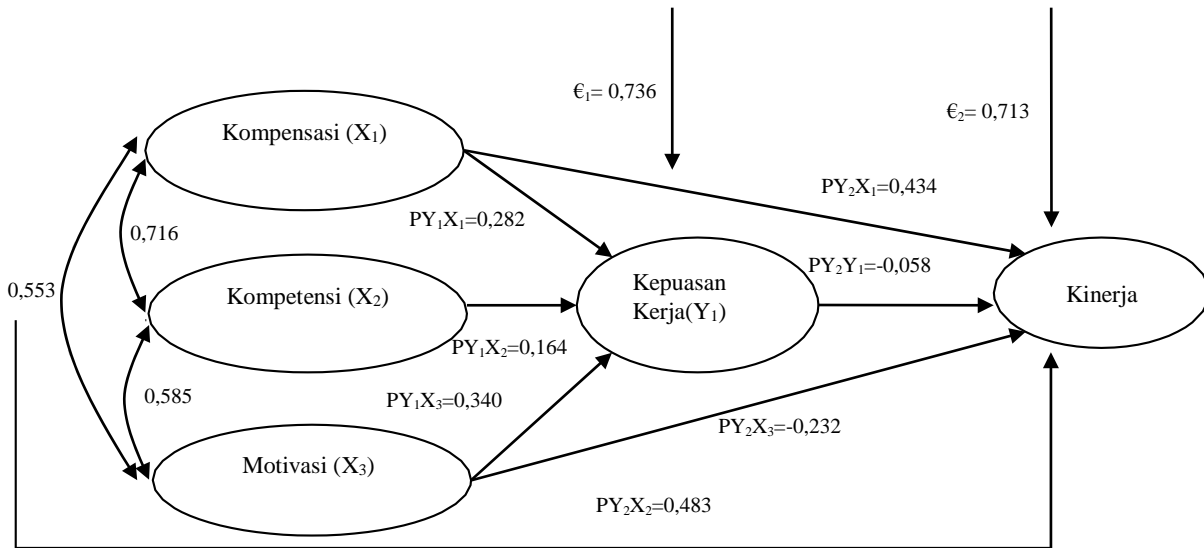 €₁= 0,736
€₂= 0,713
Kompensasi (X₁)
PY₂X₁=0,434
PY₁X₁=0,282
0,716
PY₂Y₁=-0,058
0,553
Kompetensi (X₂)
Kepuasan
Kerja(Y₁)
Kinerja
PY₁X₂=0,164
0,585
PY₁X₃=0,340
PY₂X₃=-0,232
Motivasi (X₃)
PY₂X₂=0,483